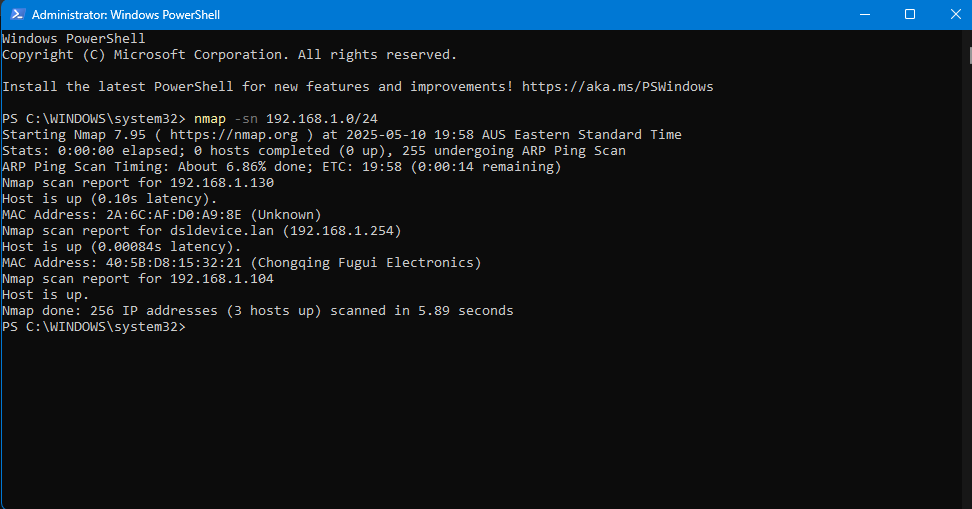 Administrator: Windows PowerShell
Windows PowerShell
Copyright (C) Microsoft Corporation. All rights reserved.
Install the latest PowerShell for new features and improvements! https://aka.ms/PSWindows
PS C:\WINDOWS\system32> nmap -sn 192.168.1.0/24
Starting Nmap 7.95 ( https://nmap.org ) at 2025-05-10 19:58 AUS Eastern Standard Time
Stats: 0:00:00 elapsed; 0 hosts completed (0 up), 255 undergoing ARP Ping Scan
ARP Ping Scan Timing: About 6.86% done; ETC: 19:58 (0:00:14 remaining)
Nmap scan report for 192.168.1.130
Host is up (0.10s latency).
MAC Address: 2A:6C:AF:D0:A9:8E (Unknown)
Nmap scan report for dsldevice.lan (192.168.1.254)
Host is up (0.00084s latency).
MAC Address: 40:5B:D8:15:32:21 (Chongqing Fugui Electronics)
Nmap scan report for 192.168.1.104
Host is up.
Nmap done: 256 IP addresses (3 hosts up) scanned in 5.89 seconds
PS C:\WINDOWS\system32>